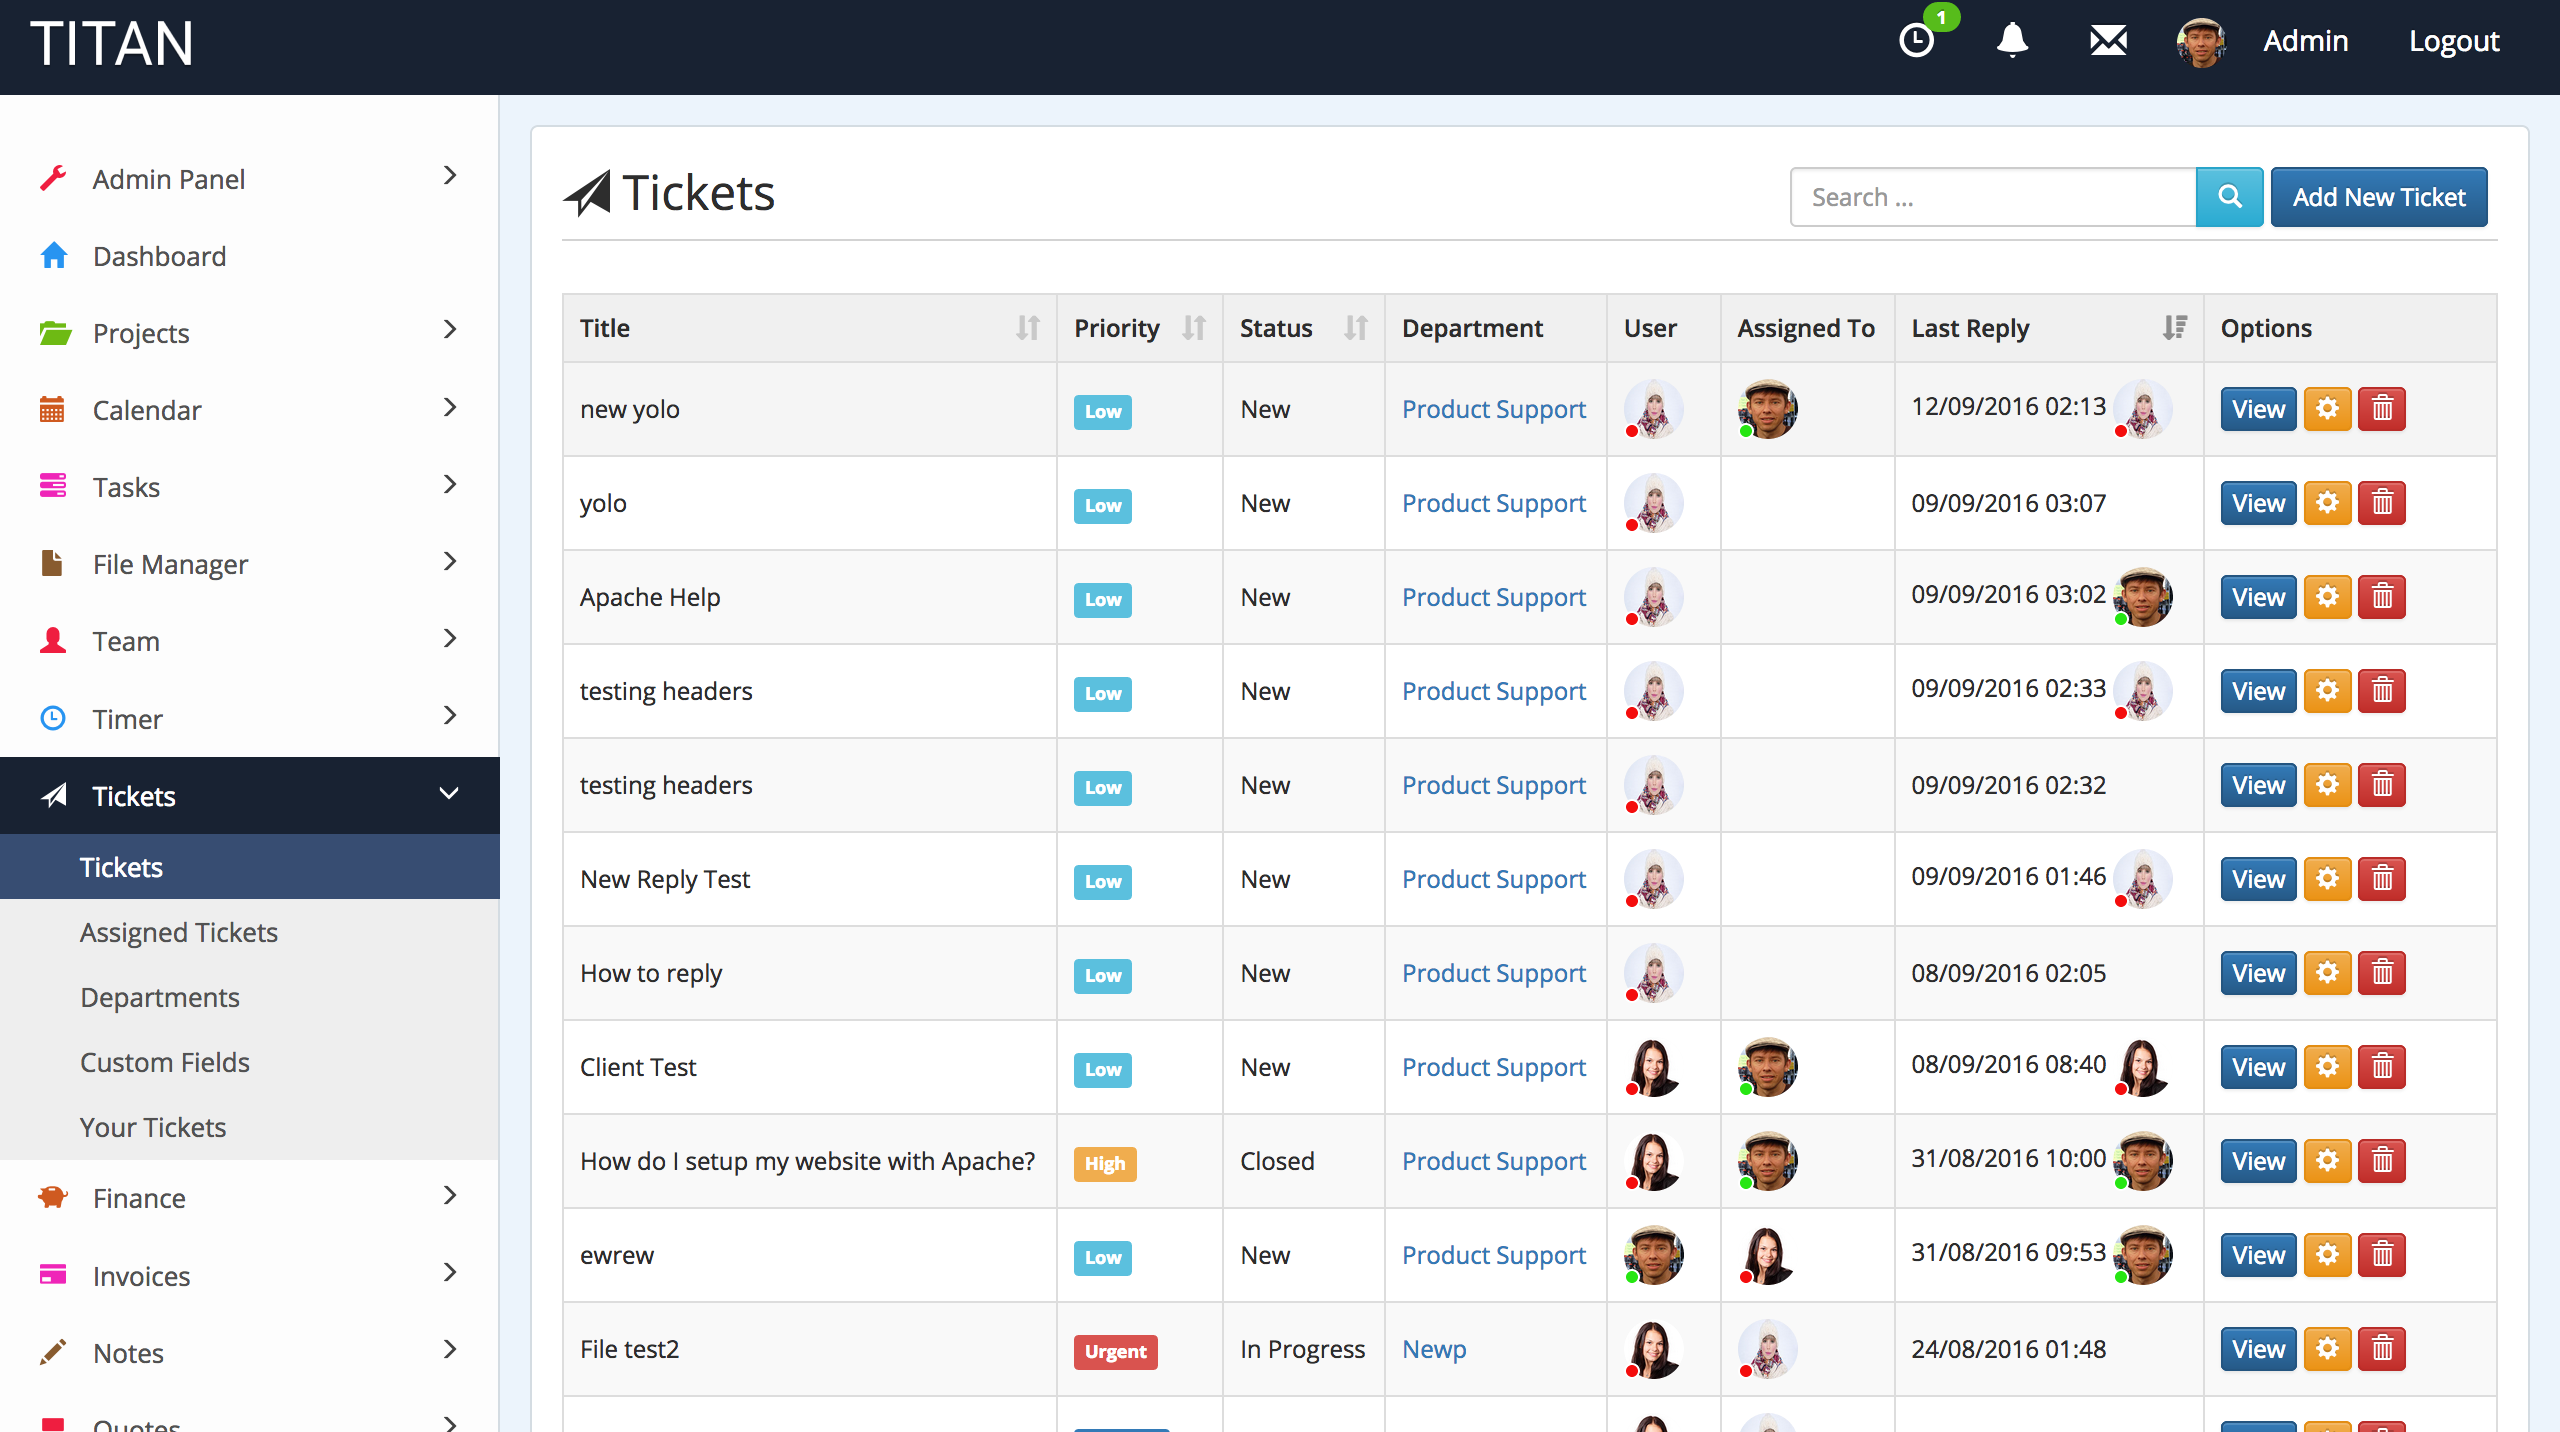 TITAN
1
Admin
Logout
Admin Panel
Dashboard
Projects
Calendar
Tasks
File Manager
Team
Timer
Tickets
Tickets
Assigned Tickets
Departments
Custom Fields
Your Tickets
Finance
Invoices
Notes
Quotes
Tickets
Search ...
Add New Ticket
Title Priority Status Department User Assigned To Last Reply Options
new yolo Low New Product Support 12/09/2016 02:13 View
yolo Low New Product Support 09/09/2016 03:07 View
Apache Help Low New Product Support 09/09/2016 03:02 View
testing headers Low New Product Support 09/09/2016 02:33 View
testing headers Low New Product Support 09/09/2016 02:32 View
New Reply Test Low New Product Support 09/09/2016 01:46 View
How to reply Low New Product Support 08/09/2016 02:05 View
Client Test Low New Product Support 08/09/2016 08:40 View
How do I setup my website with Apache? High Closed Product Support 31/08/2016 10:00 View
ewrew Low New Product Support 31/08/2016 09:53 View
File test2 Urgent In Progress Newp 24/08/2016 01:48 View